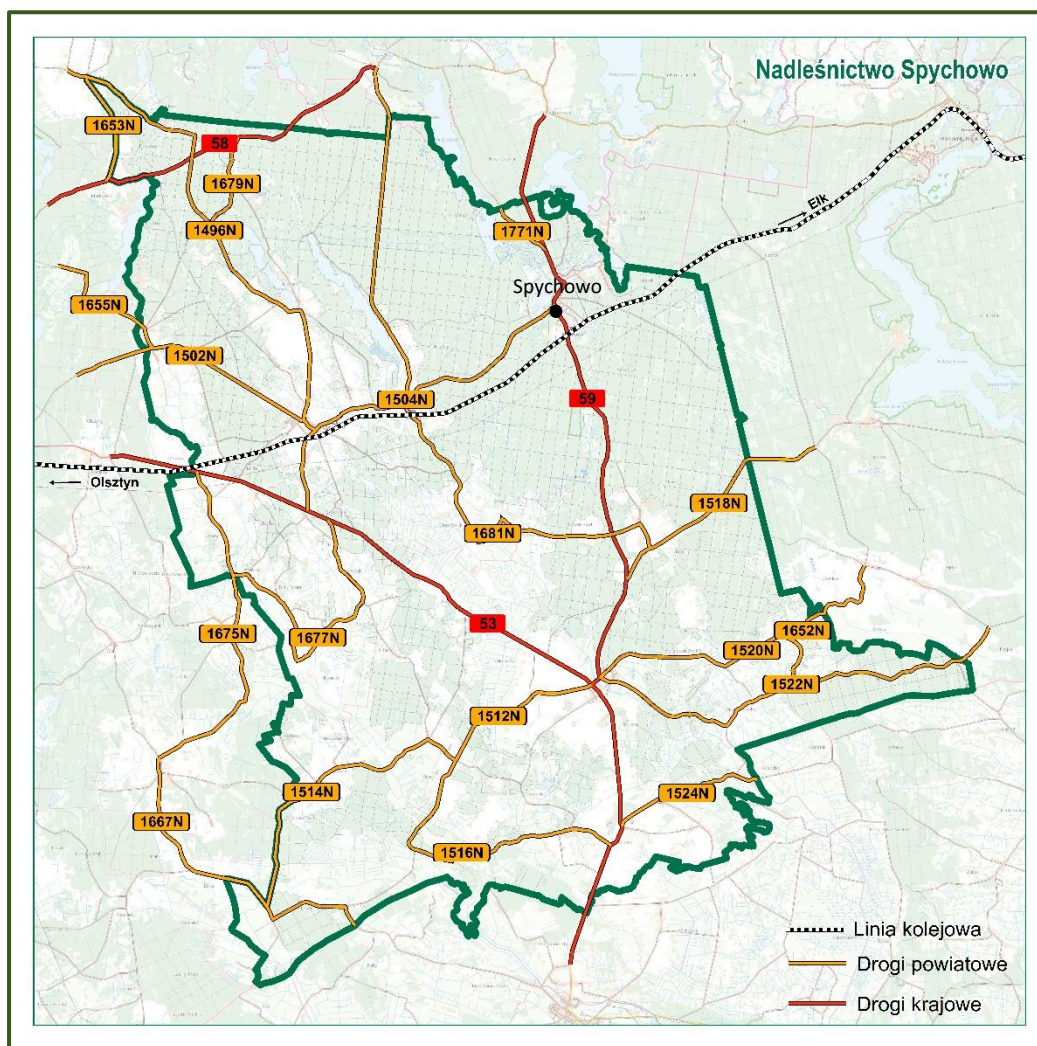 Nadleśnictwo Spychowo
1653N
58
1679N
1496N
1771N
Ełk
Spychowo
1655N
1502N
1504N
59
Olsztyn
1518N
1681N
1675N
1677N
53
1652N
1520N
1522N
1512N
1514N
1524N
1667N
1516N
Linia kolejowa
Drogi powiatowe
Drogi krajowe